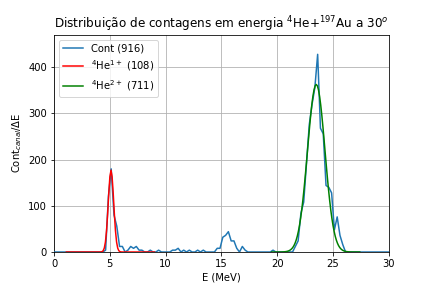 Distribuição de contagens em energia ⁴He+¹⁹⁷Au a 30º
Cont (916)
⁴He¹⁺ (108)
⁴He²⁺ (711)
Cont_canal/ΔE
400
300
200
100
0
0 5 10 15 20 25 30
E (MeV)